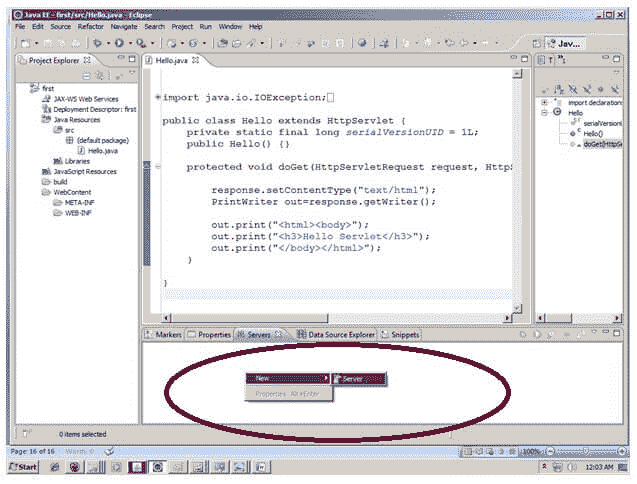 Java EE - first/src/Hello.java - Eclipse
File Edit Source Refactor Navigate Search Project Run Window Help
Jav...
Project Explorer
Hello.java
first
JAX-WS Web Services
Deployment Descriptor: first
Java Resources
src
(default package)
Hello.java
Libraries
JavaScript Resources
build
WebContent
META-INF
WEB-INF
import java.io.IOException;
public class Hello extends HttpServlet {
private static final long serialVersionUID = 1L;
public Hello() {}
protected void doGet(HttpServletRequest request, Http
response.setContentType("text/html");
PrintWriter out=response.getWriter();
out.print("<html><body>");
out.print("<h3>Hello Servlet</h3>");
out.print("</body></html>");
}
}
import declarations
Hello
serialVersion
Hello()
doGet(HttpSe
Markers Properties Servers Data Source Explorer Snippets
New Server
Properties Alt+Enter
0 items selected
Page: 16 of 16 Words: 0 100%
Start 12:03 AM